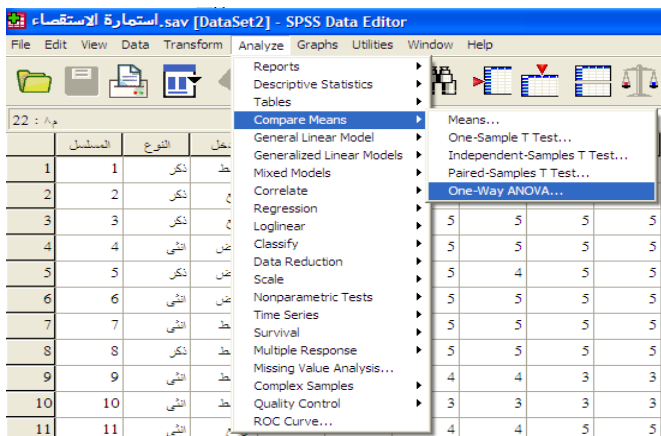 استمارة الاستقصاء.sav [DataSet2] - SPSS Data Editor
File Edit View Data Transform Analyze Graphs Utilities Window Help
Reports
Descriptive Statistics
Tables
Compare Means
General Linear Model
Generalized Linear Models
Mixed Models
Correlate
Regression
Loglinear
Classify
Data Reduction
Scale
Nonparametric Tests
Time Series
Survival
Multiple Response
Missing Value Analysis...
Complex Samples
Quality Control
ROC Curve...
Means...
One-Sample T Test...
Independent-Samples T Test...
Paired-Samples T Test...
One-Way ANOVA...
22 : م٨
المسلسل النوع
1 1 ذكر
2 2 ذكر
3 3 ذكر 5 5 5 5
4 4 انثى 5 5 5 5
5 5 ذكر 5 4 5 5
6 6 انثى 5 5 5 5
7 7 انثى 5 5 5 5
8 8 ذكر 5 5 5 5
9 9 انثى 4 4 3 3
10 10 انثى 3 3 3 3
11 11 انثى 4 4 5 5